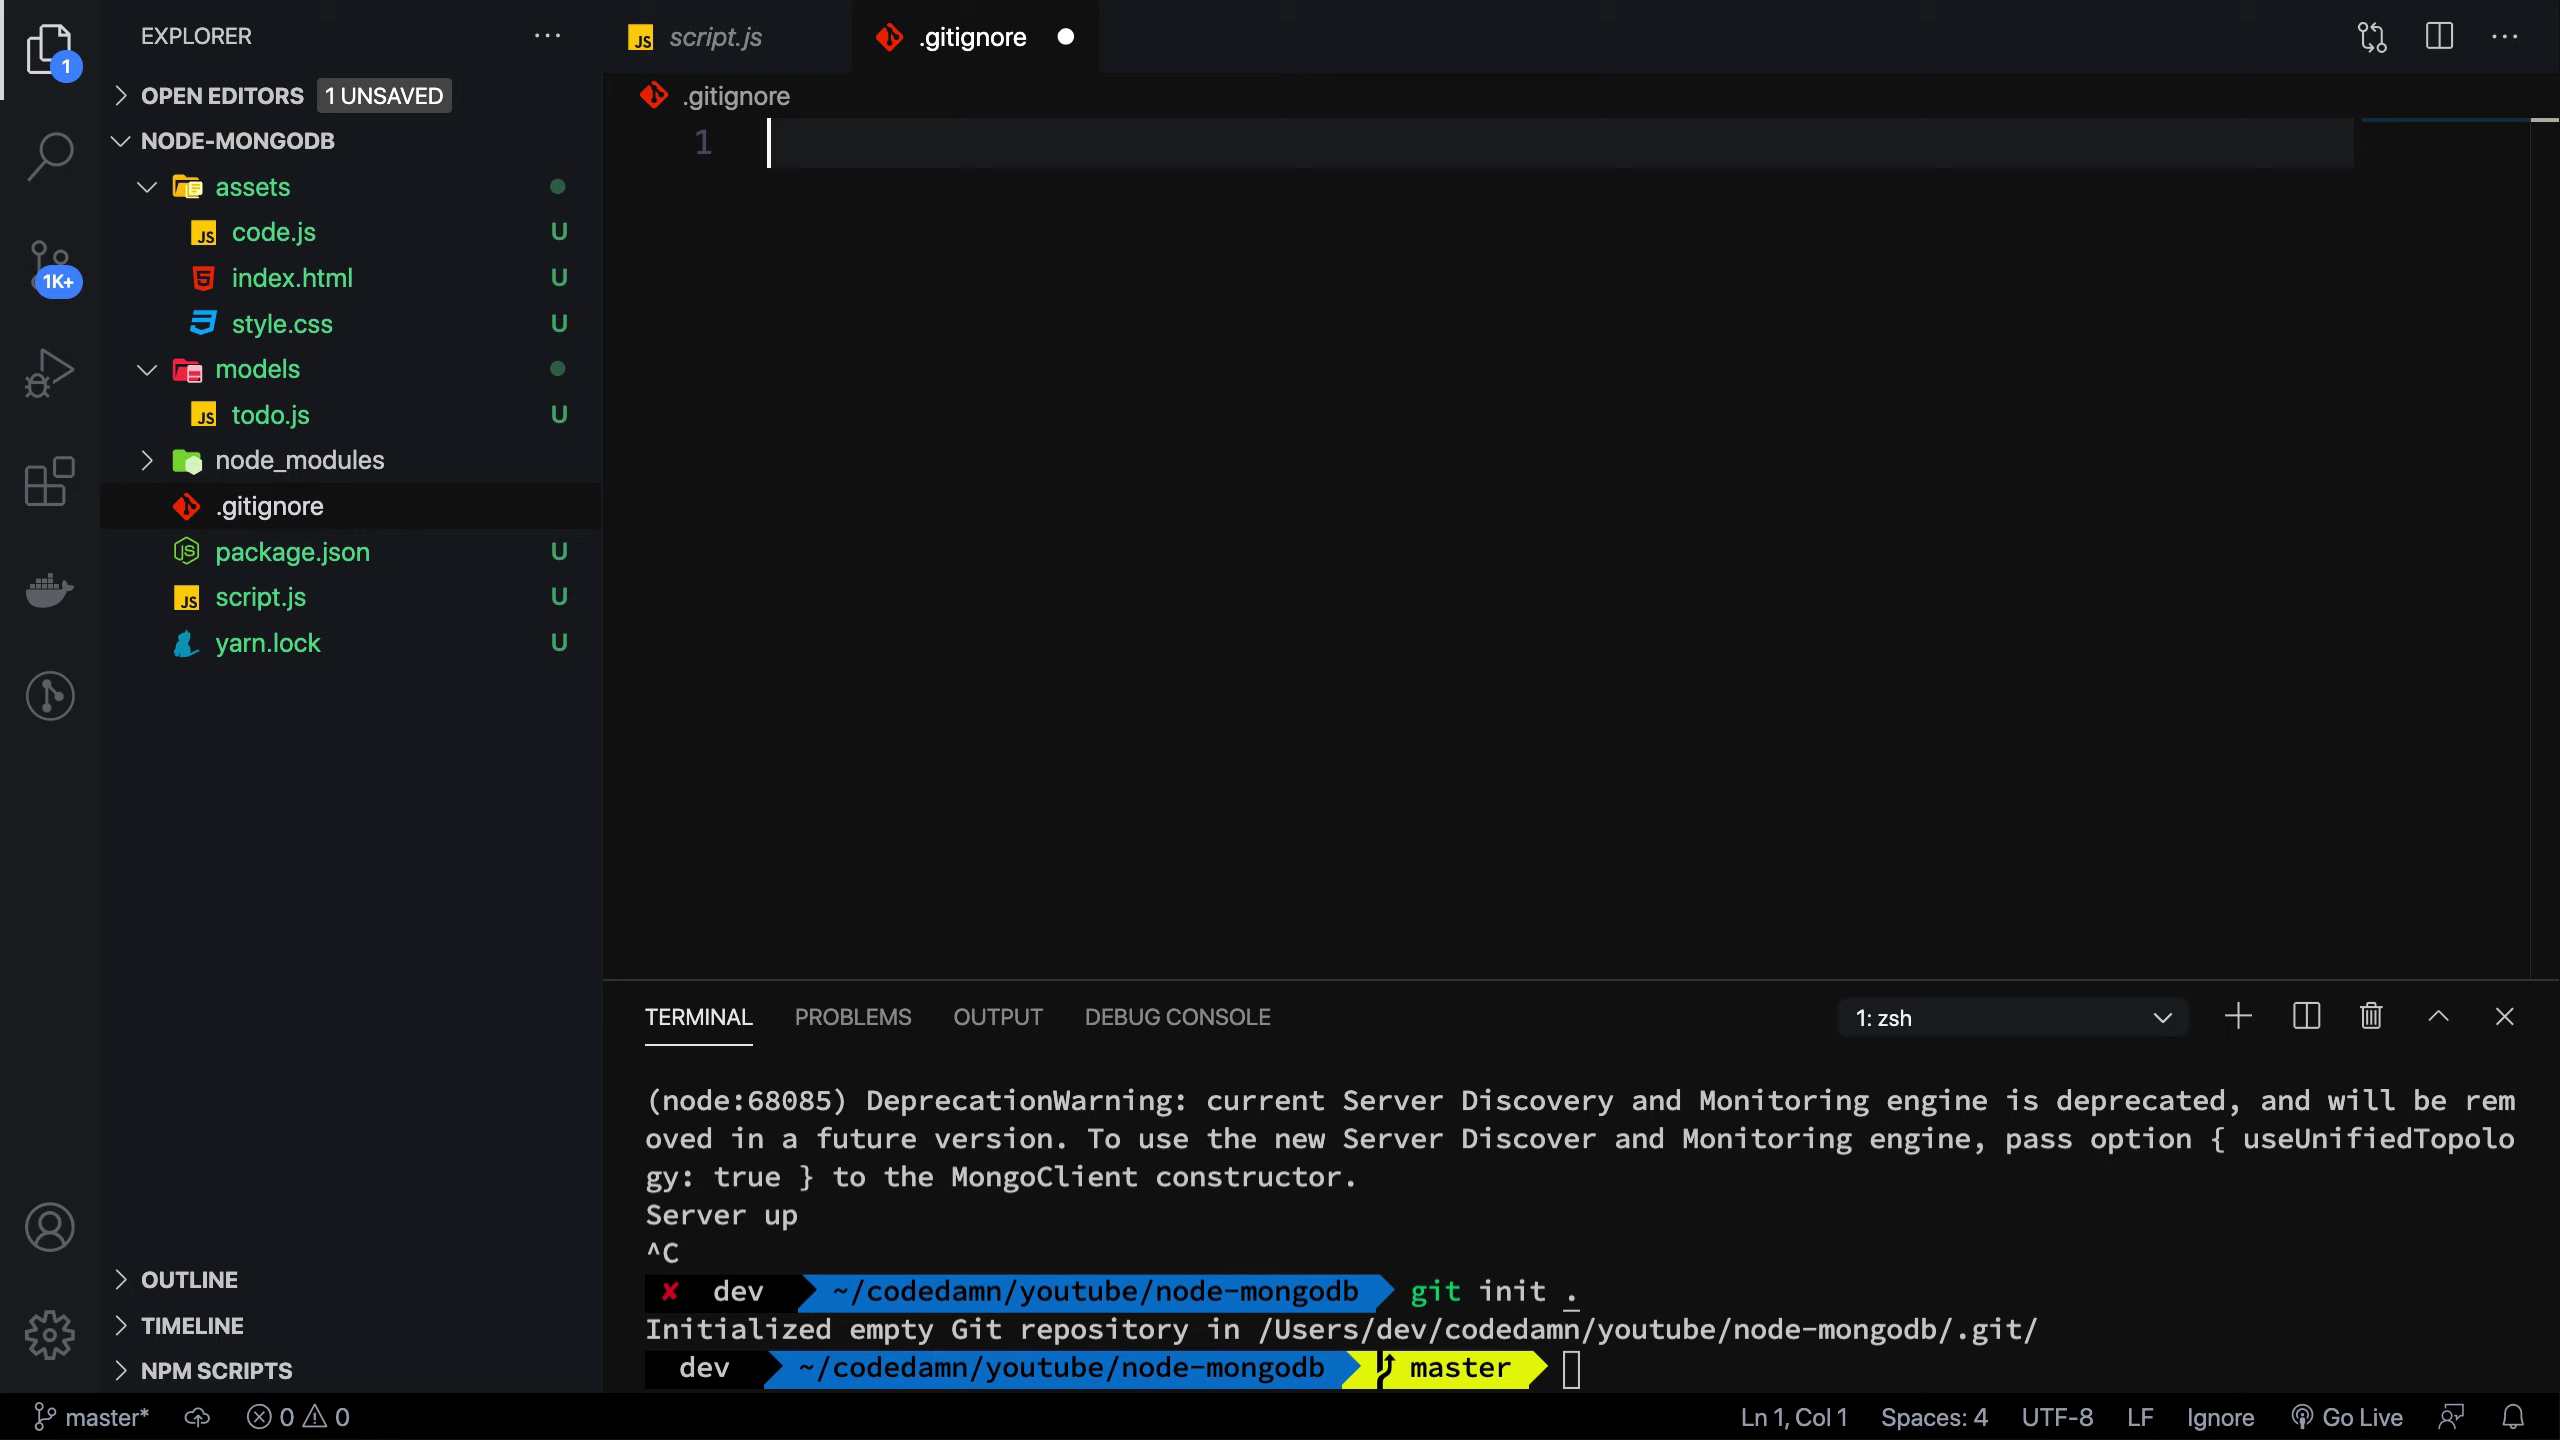 EXPLORER
1
OPEN EDITORS 1 UNSAVED
NODE-MONGODB
assets
code.js U
index.html U
style.css U
models
todo.js U
node_modules
.gitignore
package.json U
script.js U
yarn.lock U
1K+
OUTLINE
TIMELINE
NPM SCRIPTS
JS script.js
.gitignore
.gitignore
1
TERMINAL PROBLEMS OUTPUT DEBUG CONSOLE 1: zsh
(node:68085) DeprecationWarning: current Server Discovery and Monitoring engine is deprecated, and will be rem
oved in a future version. To use the new Server Discover and Monitoring engine, pass option { useUnifiedTopolo
gy: true } to the MongoClient constructor.
Server up
^C
✘ dev ~/codedamn/youtube/node-mongodb git init .
Initialized empty Git repository in /Users/dev/codedamn/youtube/node-mongodb/.git/
dev ~/codedamn/youtube/node-mongodb master
master* 0 0 Ln 1, Col 1 Spaces: 4 UTF-8 LF Ignore Go Live